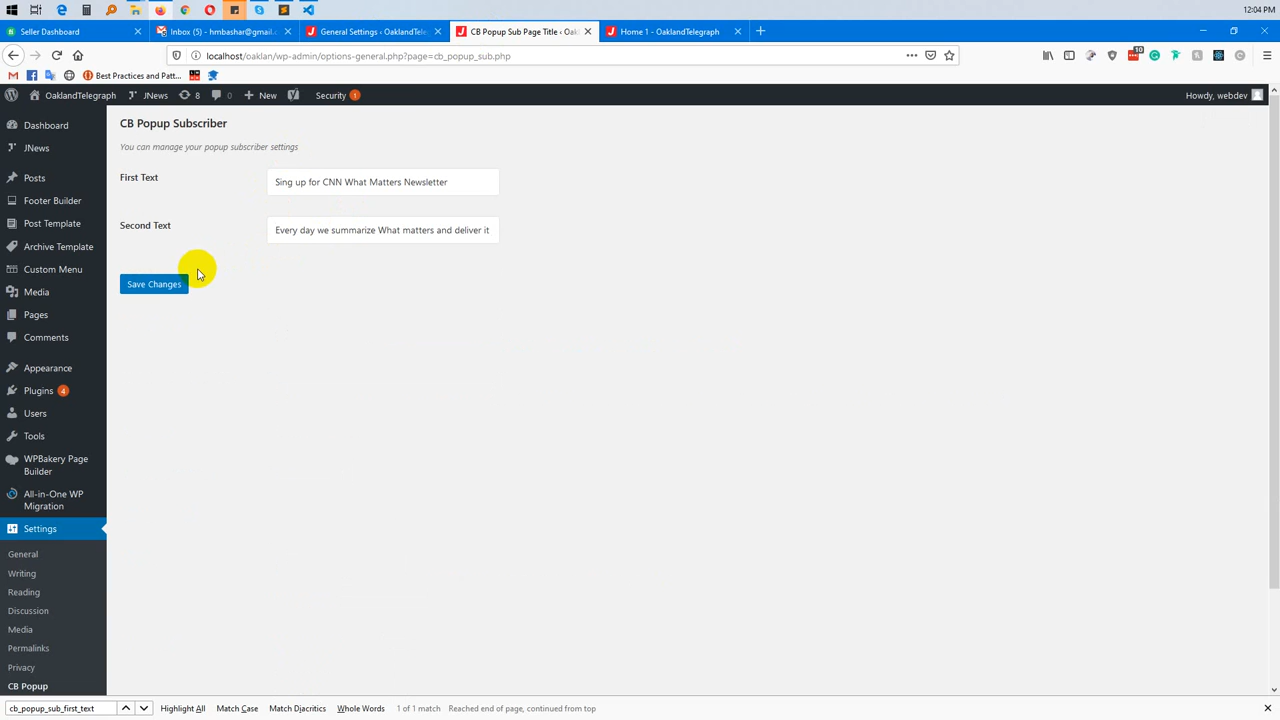 12:04 PM
Seller Dashboard
Inbox (5) - hmbashar@gmail.c
General Settings ‹ OaklandTeleg
CB Popup Sub Page Title ‹ Oakl
Home 1 - OaklandTelegraph
localhost/oaklan/wp-admin/options-general.php?page=cb_popup_sub.php
10
Best Practices and Patt...
OaklandTelegraph
JNews
8
0
New
Security 1
Howdy, webdev
Dashboard
JNews
Posts
Footer Builder
Post Template
Archive Template
Custom Menu
Media
Pages
Comments
Appearance
Plugins 4
Users
Tools
WPBakery Page
Builder
All-in-One WP
Migration
Settings
General
Writing
Reading
Discussion
Media
Permalinks
Privacy
CB Popup
CB Popup Subscriber
You can manage your popup subscriber settings
First Text
Sing up for CNN What Matters Newsletter
Second Text
Every day we summarize What matters and deliver it
Save Changes
cb_popup_sub_first_text
Highlight All
Match Case
Match Diacritics
Whole Words
1 of 1 match
Reached end of page, continued from top